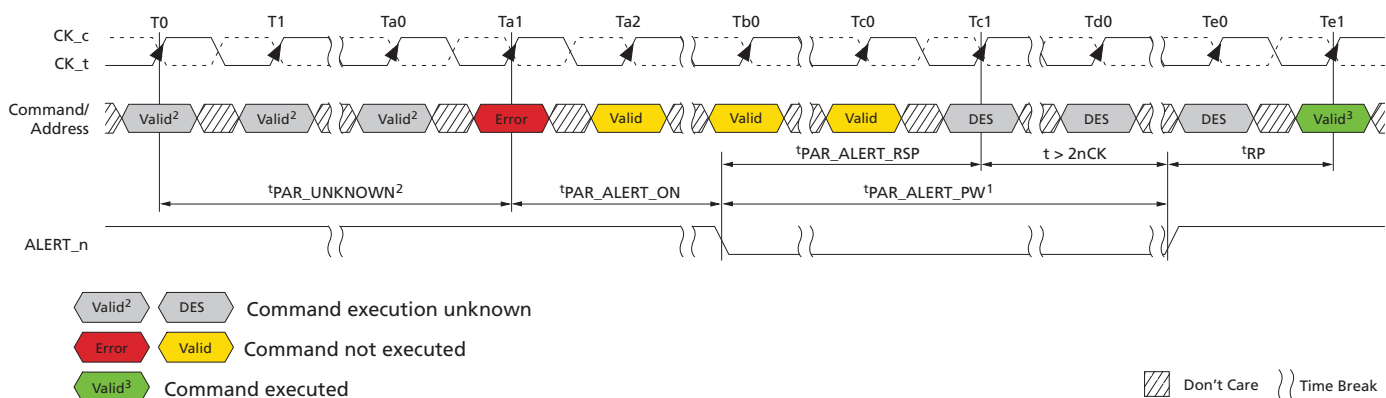 T0 T1 Ta0 Ta1 Ta2 Tb0 Tc0 Tc1 Td0 Te0 Te1
CK_c
CK_t
Command/
Address
Valid² Valid² Valid² Error Valid Valid Valid DES DES DES Valid³
ᵗPAR_ALERT_RSP t > 2nCK ᵗRP
ᵗPAR_UNKNOWN² ᵗPAR_ALERT_ON ᵗPAR_ALERT_PW¹
ALERT_n
Valid² DES Command execution unknown
Error Valid Command not executed
Valid³ Command executed
Don't Care Time Break